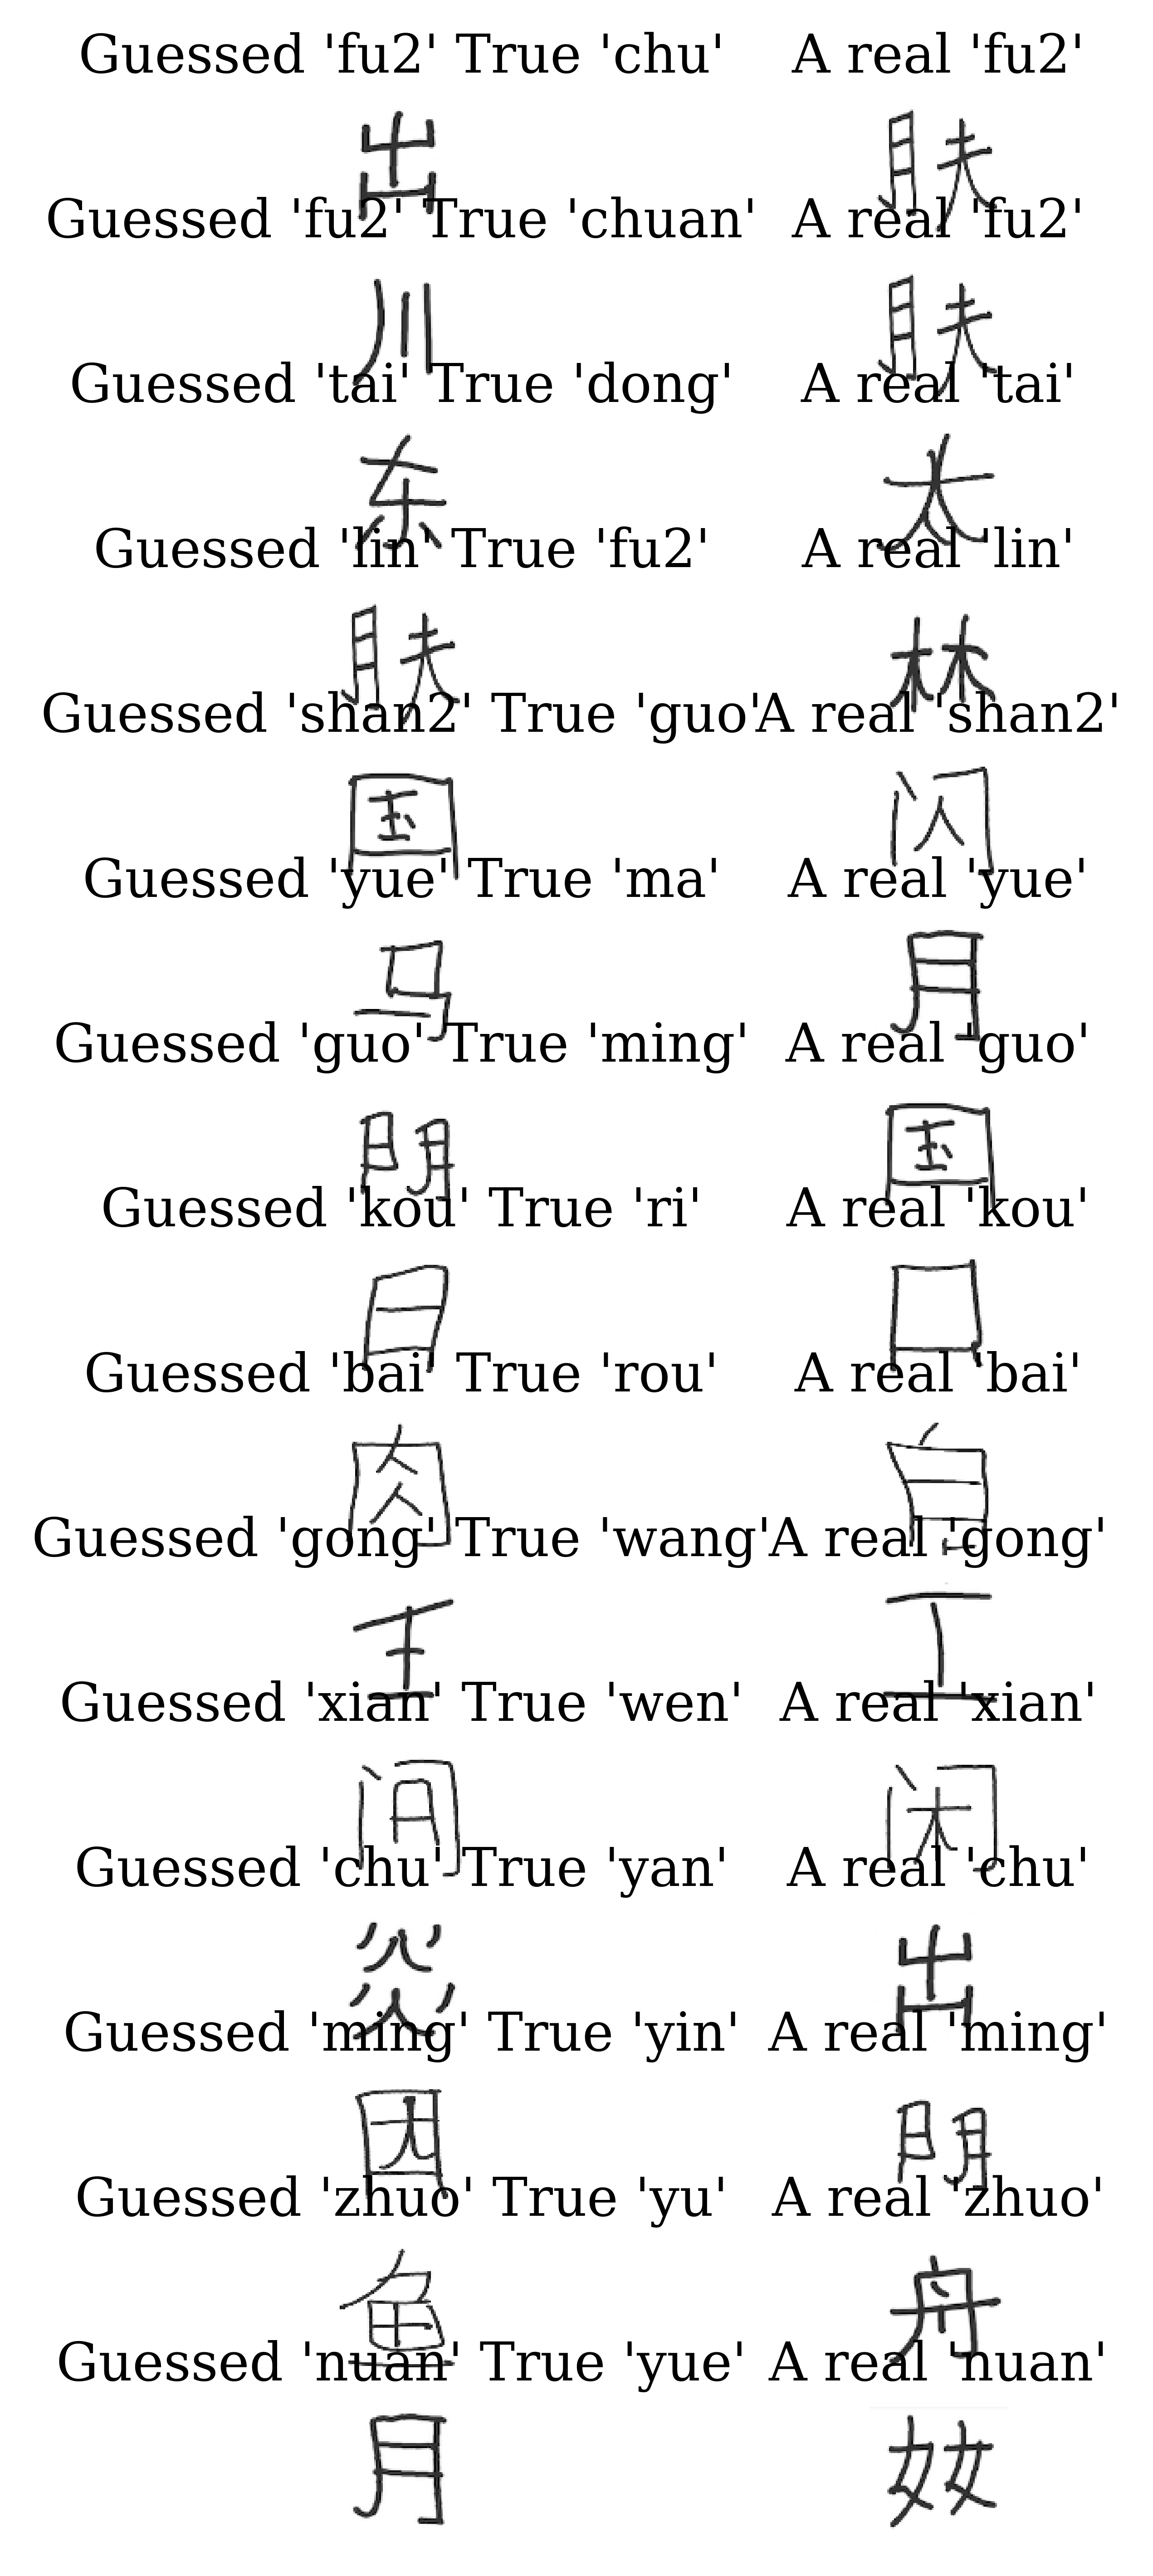 Guessed 'fu2' True 'chu' A real 'fu2'
出 肤
Guessed 'fu2' True 'chuan' A real 'fu2'
川 肤
Guessed 'tai' True 'dong' A real 'tai'
东 太
Guessed 'lin' True 'fu2' A real 'lin'
肤 林
Guessed 'shan2' True 'guo' A real 'shan2'
国 闪
Guessed 'yue' True 'ma' A real 'yue'
马 月
Guessed 'guo' True 'ming' A real 'guo'
明 国
Guessed 'kou' True 'ri' A real 'kou'
日 口
Guessed 'bai' True 'rou' A real 'bai'
肉 白
Guessed 'gong' True 'wang' A real 'gong'
王 工
Guessed 'xian' True 'wen' A real 'xian'
问 闲
Guessed 'chu' True 'yan' A real 'chu'
炎 出
Guessed 'ming' True 'yin' A real 'ming'
因 明
Guessed 'zhuo' True 'yu' A real 'zhuo'
鱼 舟
Guessed 'nuan' True 'yue' A real 'nuan'
月 奻